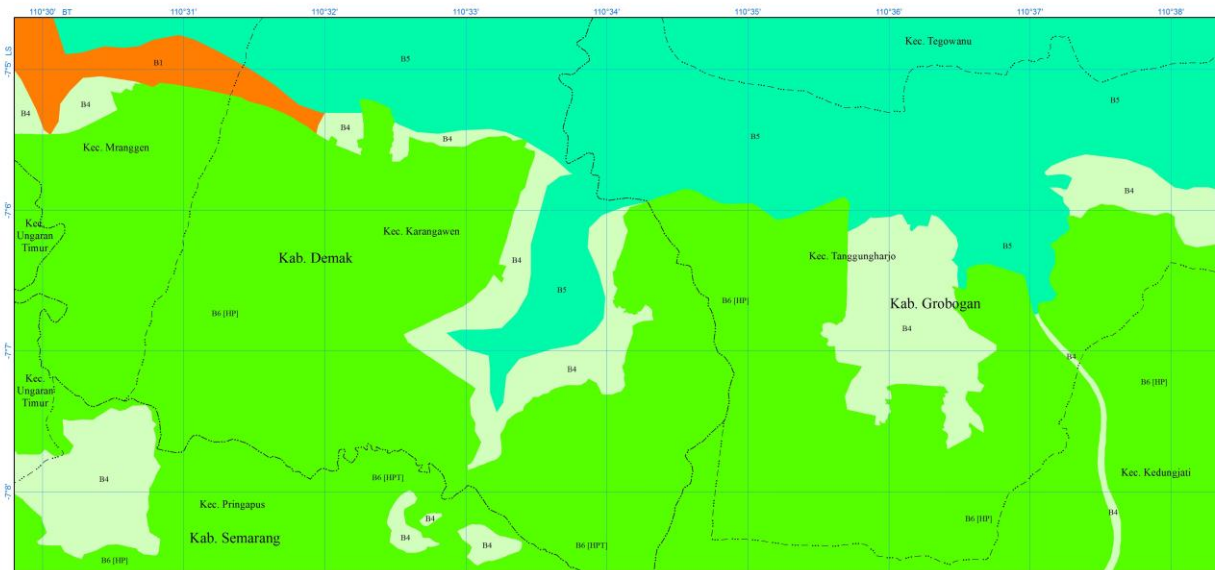 110°30' BT 110°31' 110°32' 110°33' 110°34' 110°35' 110°36' 110°37' 110°38'
Kec. Tegowanu
-7°5' LS
B1
B5
B5
B4
B4
B4
B4
B5
Kec. Mranggen
B4
-7°6'
Kec. Ungaran Timur
Kec. Karangawen
B5
Kab. Demak
B4
Kec. Tanggungharjo
B5
B6 [HP]
B6 [HP]
Kab. Grobogan
B4
-7°7'
B4
B4
Kec.
Ungaran
Timur
B6 [HP]
B4
B6 [HPT]
Kec. Kedungjati
-7°8'
Kec. Pringapus
B4
B4
B4
B4
Kab. Semarang
B6 [HP]
B6 [HPT]
B6 [HP]